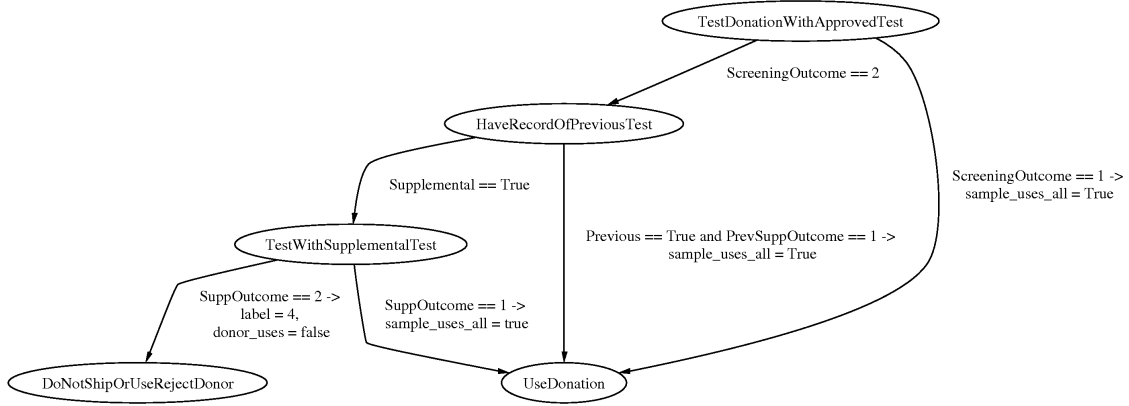 TestDonationWithApprovedTest
ScreeningOutcome == 2
HaveRecordOfPreviousTest
Supplemental == True
ScreeningOutcome == 1 ->
sample_uses_all = True
TestWithSupplementalTest
Previous == True and PrevSuppOutcome == 1 ->
sample_uses_all = True
SuppOutcome == 2 ->
label = 4,
donor_uses = false
SuppOutcome == 1 ->
sample_uses_all = true
DoNotShipOrUseRejectDonor
UseDonation